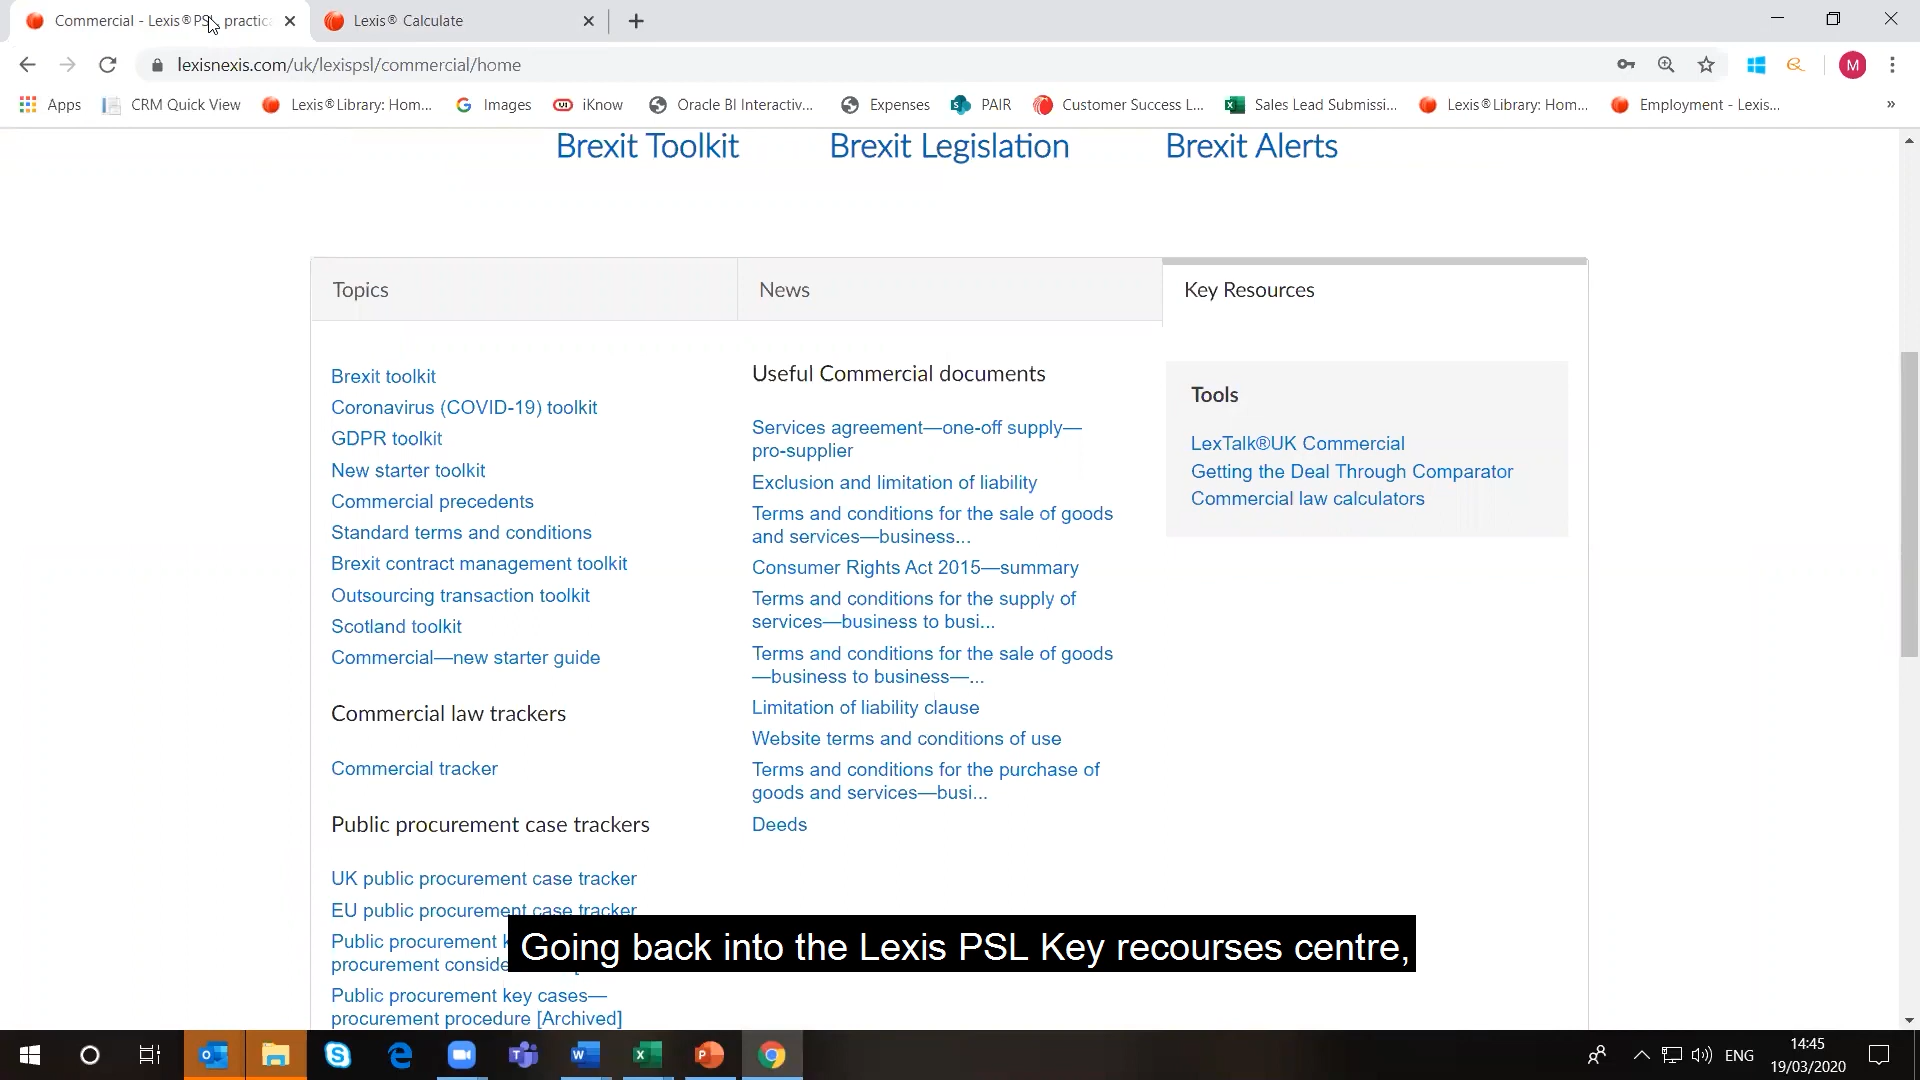 Commercial - Lexis®PSL practic
Lexis® Calculate
lexisnexis.com/uk/lexispsl/commercial/home
M
Apps
CRM Quick View
Lexis®Library: Hom...
Images
iKnow
Oracle BI Interactiv...
Expenses
PAIR
Customer Success L...
Sales Lead Submissi...
Lexis®Library: Hom...
Employment - Lexis...
»
Brexit Toolkit
Brexit Legislation
Brexit Alerts
Topics
News
Key Resources
Brexit toolkit
Coronavirus (COVID-19) toolkit
GDPR toolkit
New starter toolkit
Commercial precedents
Standard terms and conditions
Brexit contract management toolkit
Outsourcing transaction toolkit
Scotland toolkit
Commercial—new starter guide
Commercial law trackers
Commercial tracker
Public procurement case trackers
UK public procurement case tracker
EU public procurement case tracker
Public procurement
procurement conside
Public procurement key cases—
procurement procedure [Archived]
Useful Commercial documents
Services agreement—one-off supply—
pro-supplier
Exclusion and limitation of liability
Terms and conditions for the sale of goods
and services—business...
Consumer Rights Act 2015—summary
Terms and conditions for the supply of
services—business to busi...
Terms and conditions for the sale of goods
—business to business—...
Limitation of liability clause
Website terms and conditions of use
Terms and conditions for the purchase of
goods and services—busi...
Deeds
Tools
LexTalk®UK Commercial
Getting the Deal Through Comparator
Commercial law calculators
Going back into the Lexis PSL Key recourses centre,
ENG
14:45
19/03/2020